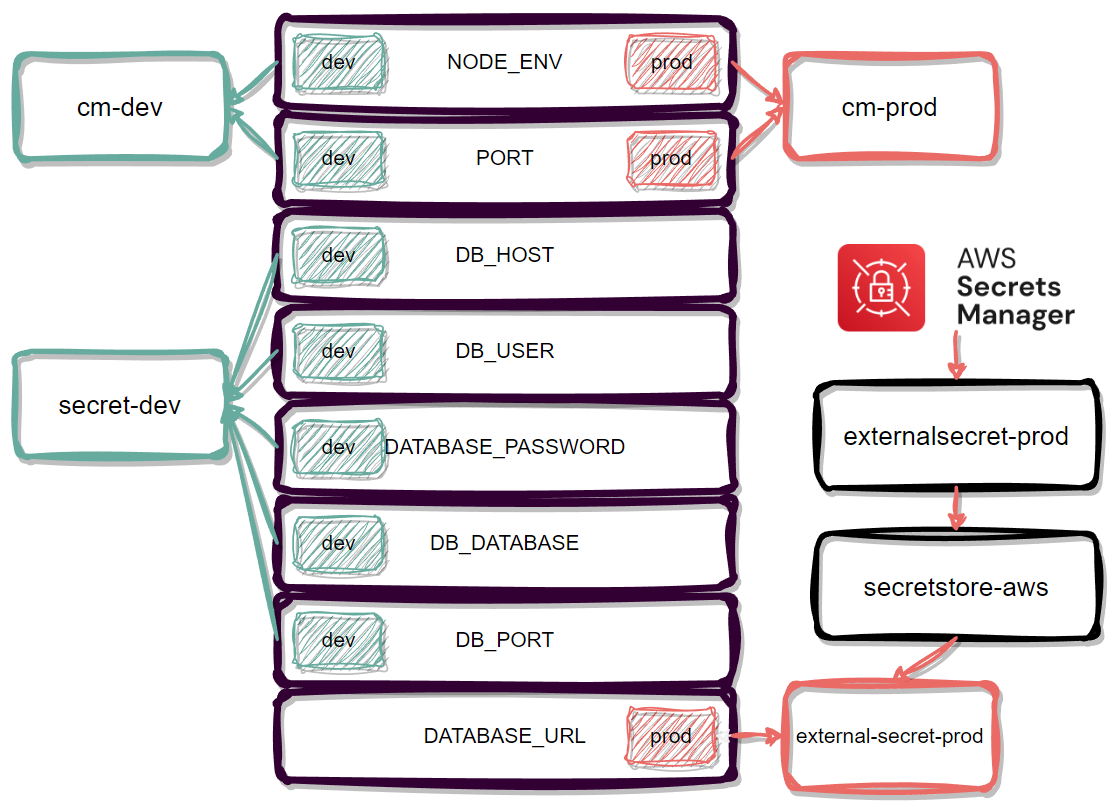 dev NODE_ENV prod
cm-dev
cm-prod
dev PORT prod
dev DB_HOST
AWS
Secrets
Manager
dev DB_USER
secret-dev
externalsecret-prod
dev DATABASE_PASSWORD
dev DB_DATABASE
secretstore-aws
dev DB_PORT
DATABASE_URL prod
external-secret-prod